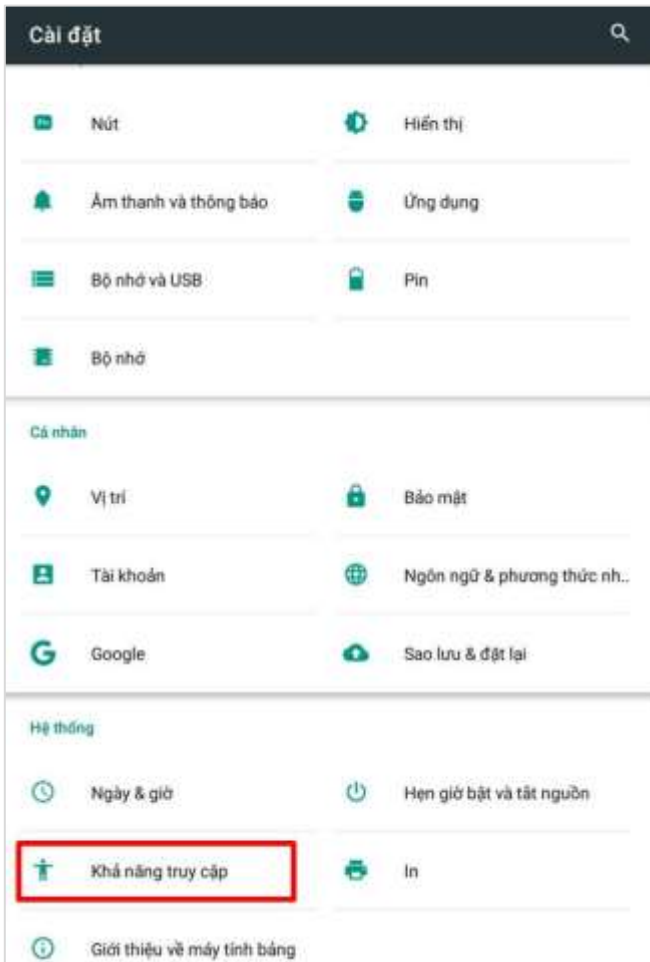 Cài đặt
Nút
Hiển thị
Âm thanh và thông báo
Ứng dụng
Bộ nhớ và USB
Pin
Bộ nhớ
Cá nhân
Vị trí
Bảo mật
Tài khoản
Ngôn ngữ & phương thức nh..
Google
Sao lưu & đặt lại
Hệ thống
Ngày & giờ
Hẹn giờ bật và tắt nguồn
Khả năng truy cập
In
Giới thiệu về máy tính bảng